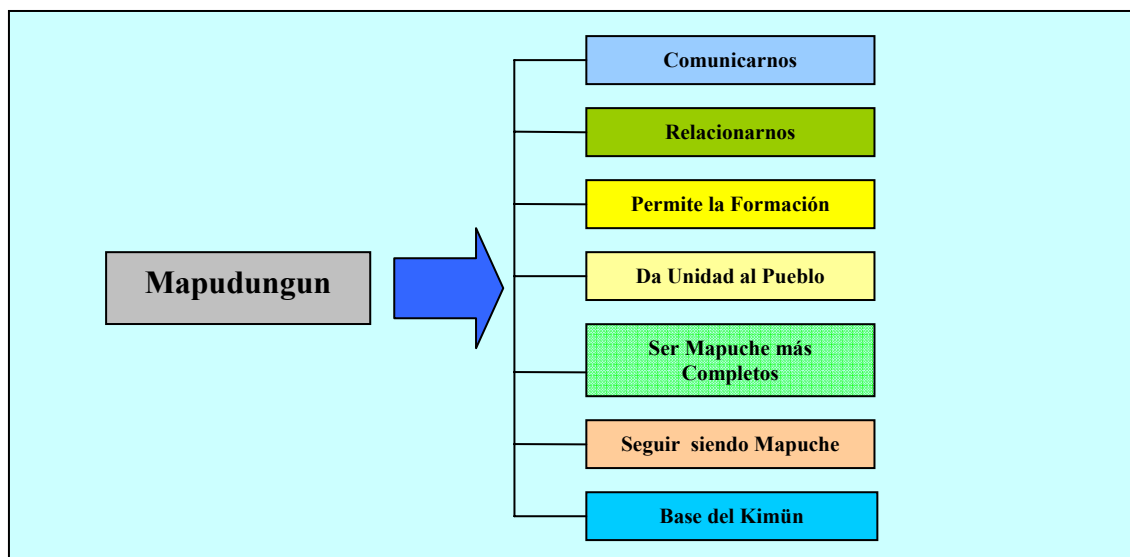 Comunicarnos
Relacionarnos
Permite la Formación
Mapudungun
Da Unidad al Pueblo
Ser Mapuche más
Completos
Seguir siendo Mapuche
Base del Kimün